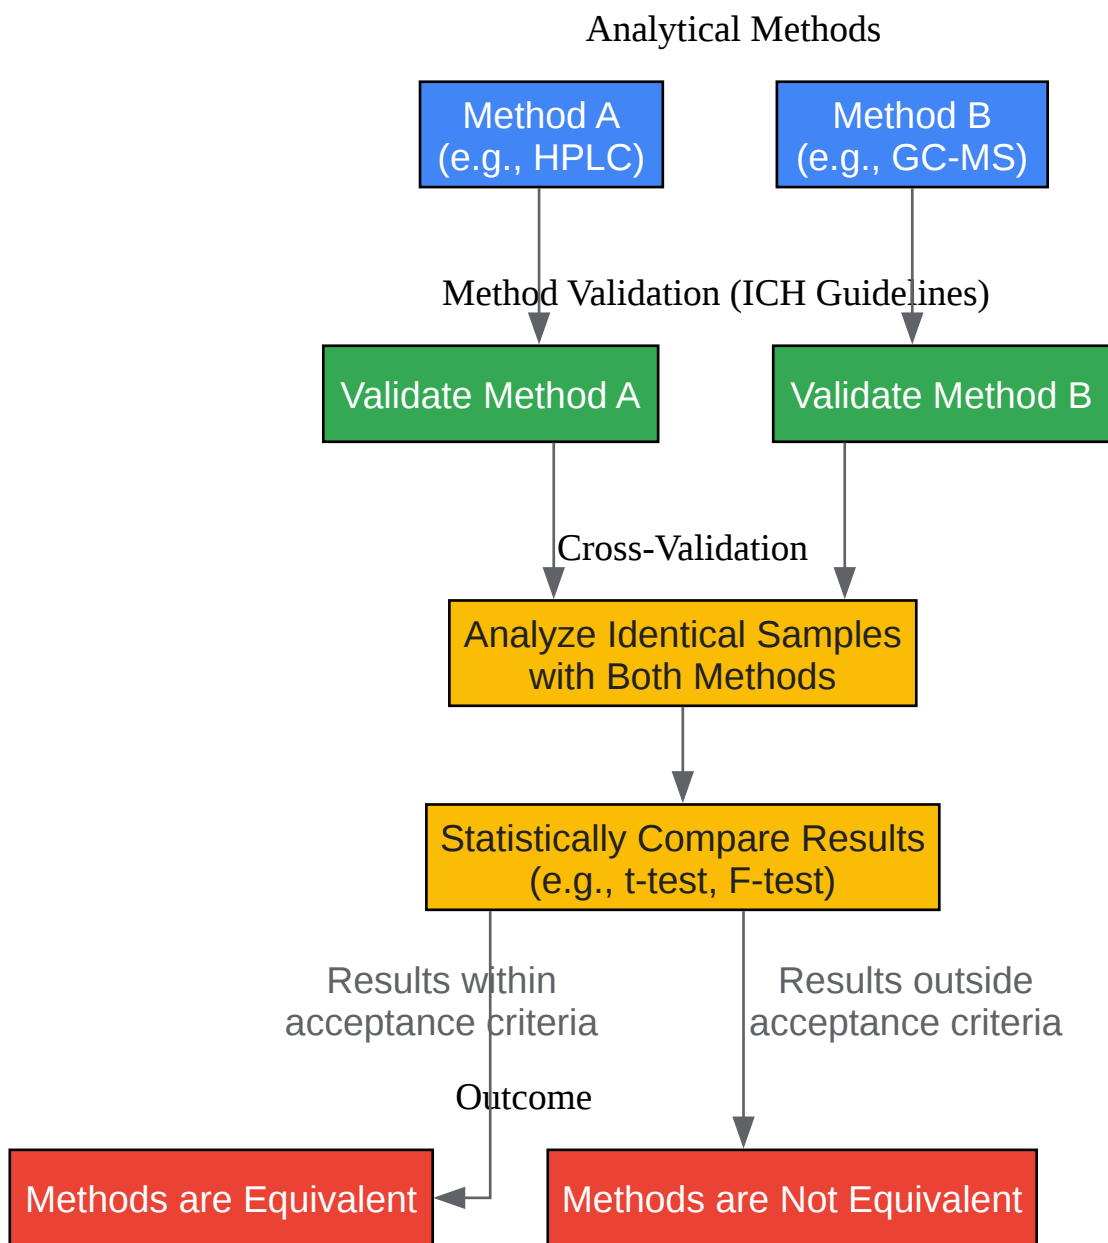 Analytical Methods
Method A
(e.g., HPLC)
Method B
(e.g., GC-MS)
Method Validation (ICH Guidelines)
Validate Method A
Validate Method B
Cross-Validation
Analyze Identical Samples
with Both Methods
Statistically Compare Results
(e.g., t-test, F-test)
Results within
acceptance criteria
Results outside
acceptance criteria
Outcome
Methods are Equivalent
Methods are Not Equivalent